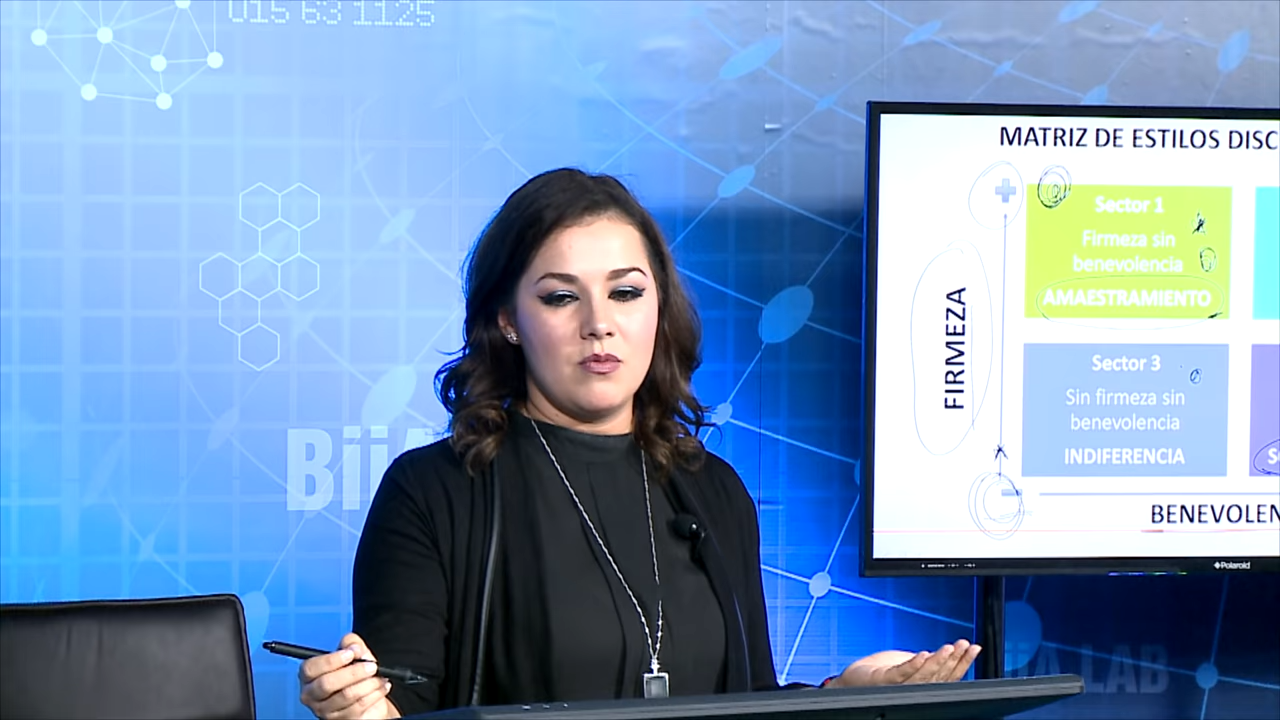 015 63 1125
MATRIZ DE ESTILOS DISC
Sector 1
Firmeza sin
benevolencia
AMAESTRAMIENTO
FIRMEZA
Sector 3
Sin firmeza sin
benevolencia
INDIFERENCIA
BENEVOLEN
Polaroid
LAB